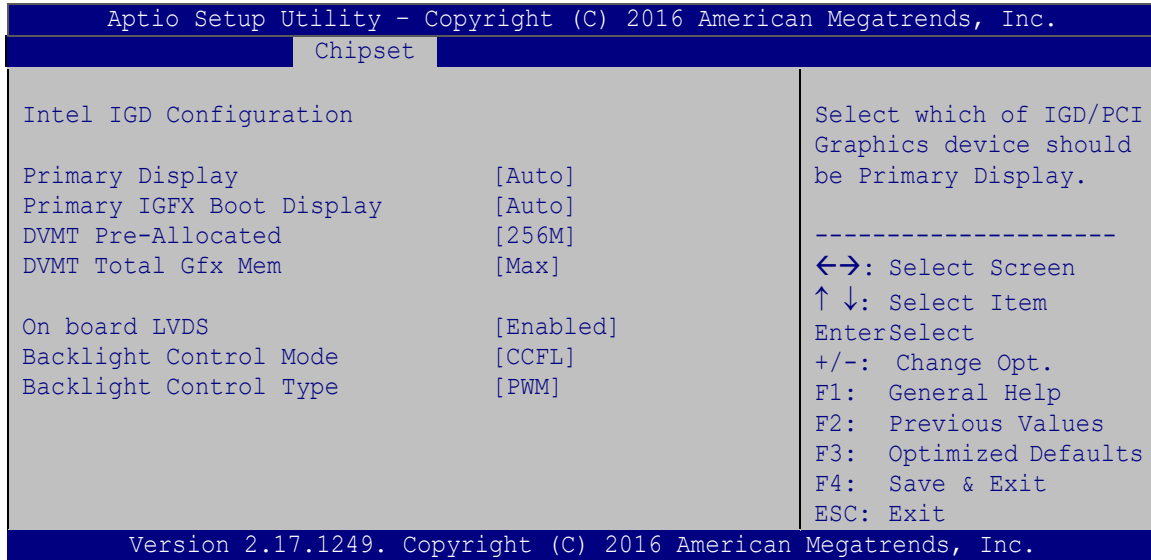 Aptio Setup Utility – Copyright (C) 2016 American Megatrends, Inc.
Chipset
Intel IGD Configuration
Primary Display [Auto]
Primary IGFX Boot Display [Auto]
DVMT Pre-Allocated [256M]
DVMT Total Gfx Mem [Max]
On board LVDS [Enabled]
Backlight Control Mode [CCFL]
Backlight Control Type [PWM]
Select which of IGD/PCI
Graphics device should
be Primary Display.
---------------------
←→: Select Screen
↑ ↓: Select Item
EnterSelect
+/-: Change Opt.
F1: General Help
F2: Previous Values
F3: Optimized Defaults
F4: Save & Exit
ESC: Exit
Version 2.17.1249. Copyright (C) 2016 American Megatrends, Inc.